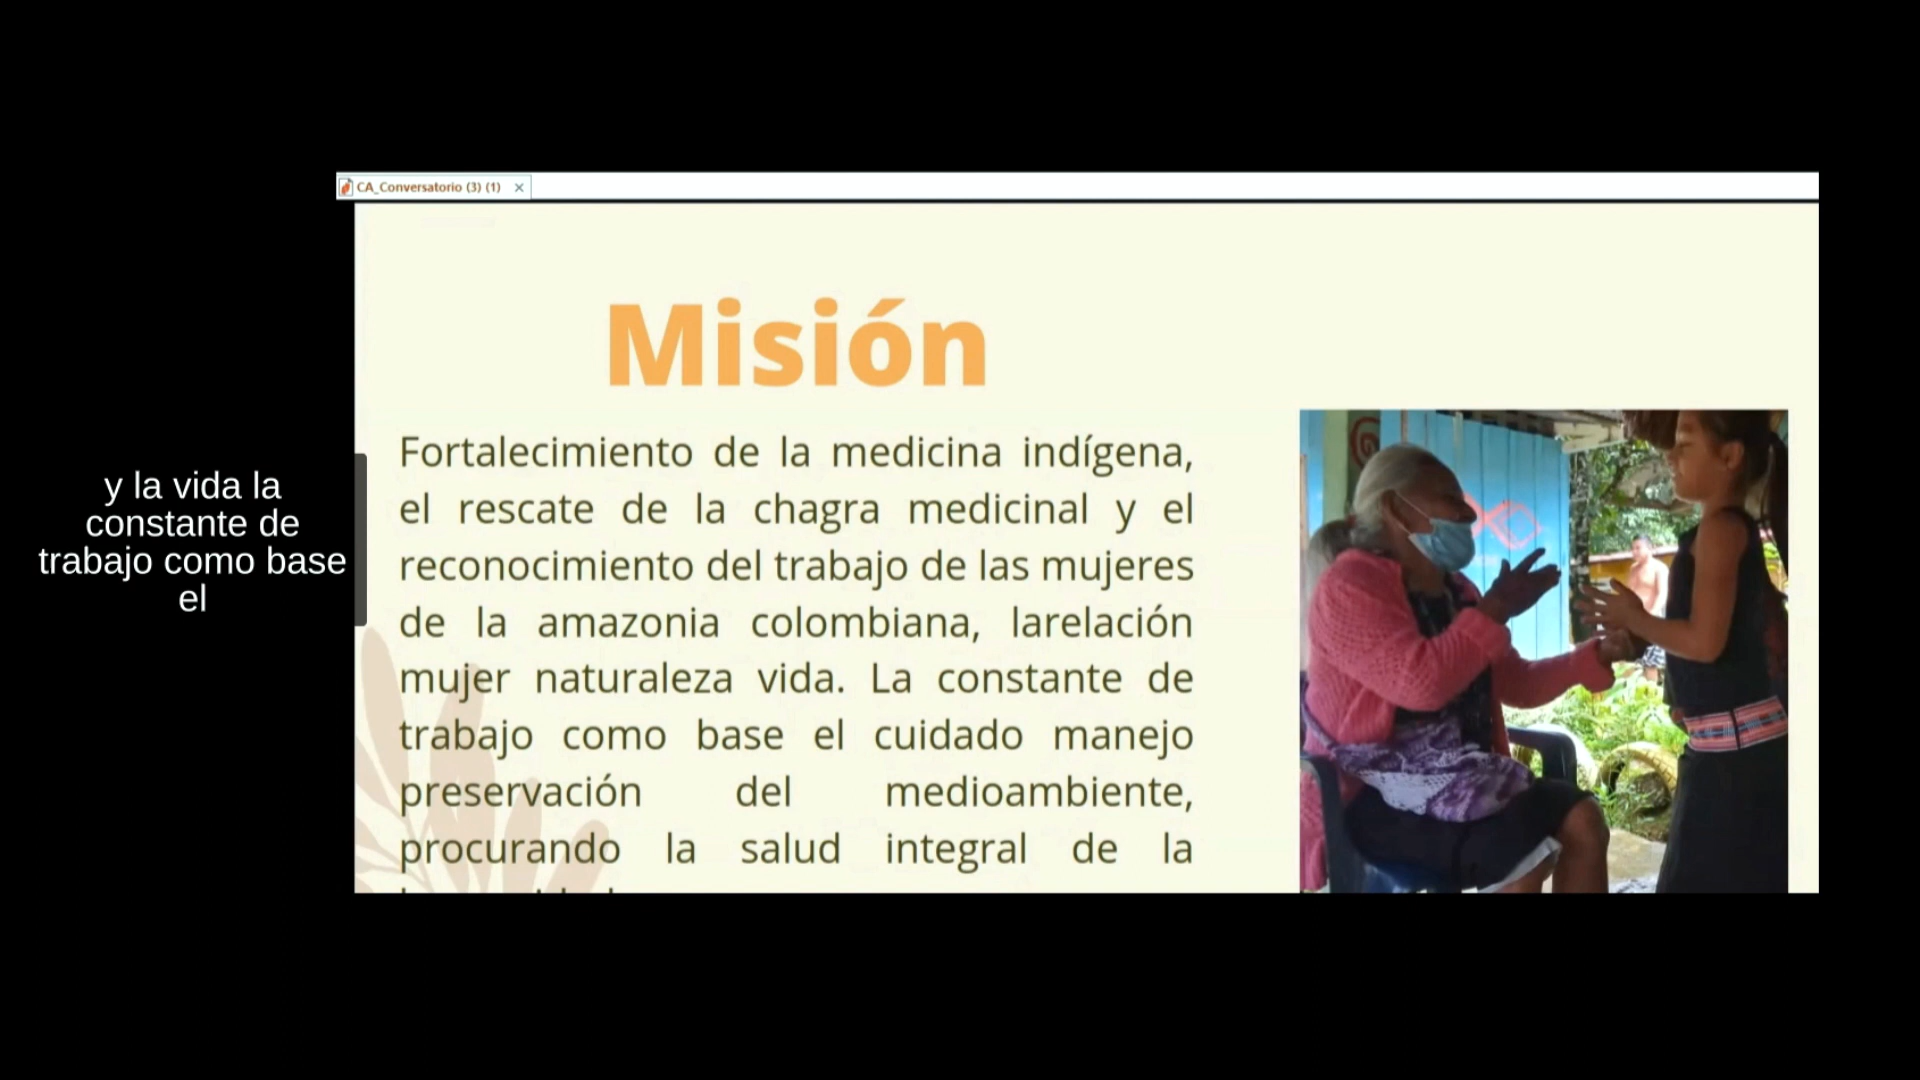 CA_Conversatorio (3) (1)
Misión
Fortalecimiento de la medicina indígena,
el rescate de la chagra medicinal y el
reconocimiento del trabajo de las mujeres
de la amazonia colombiana, larelación
mujer naturaleza vida. La constante de
trabajo como base el cuidado manejo
preservación del medioambiente,
procurando la salud integral de la
y la vida la
constante de
trabajo como base
el